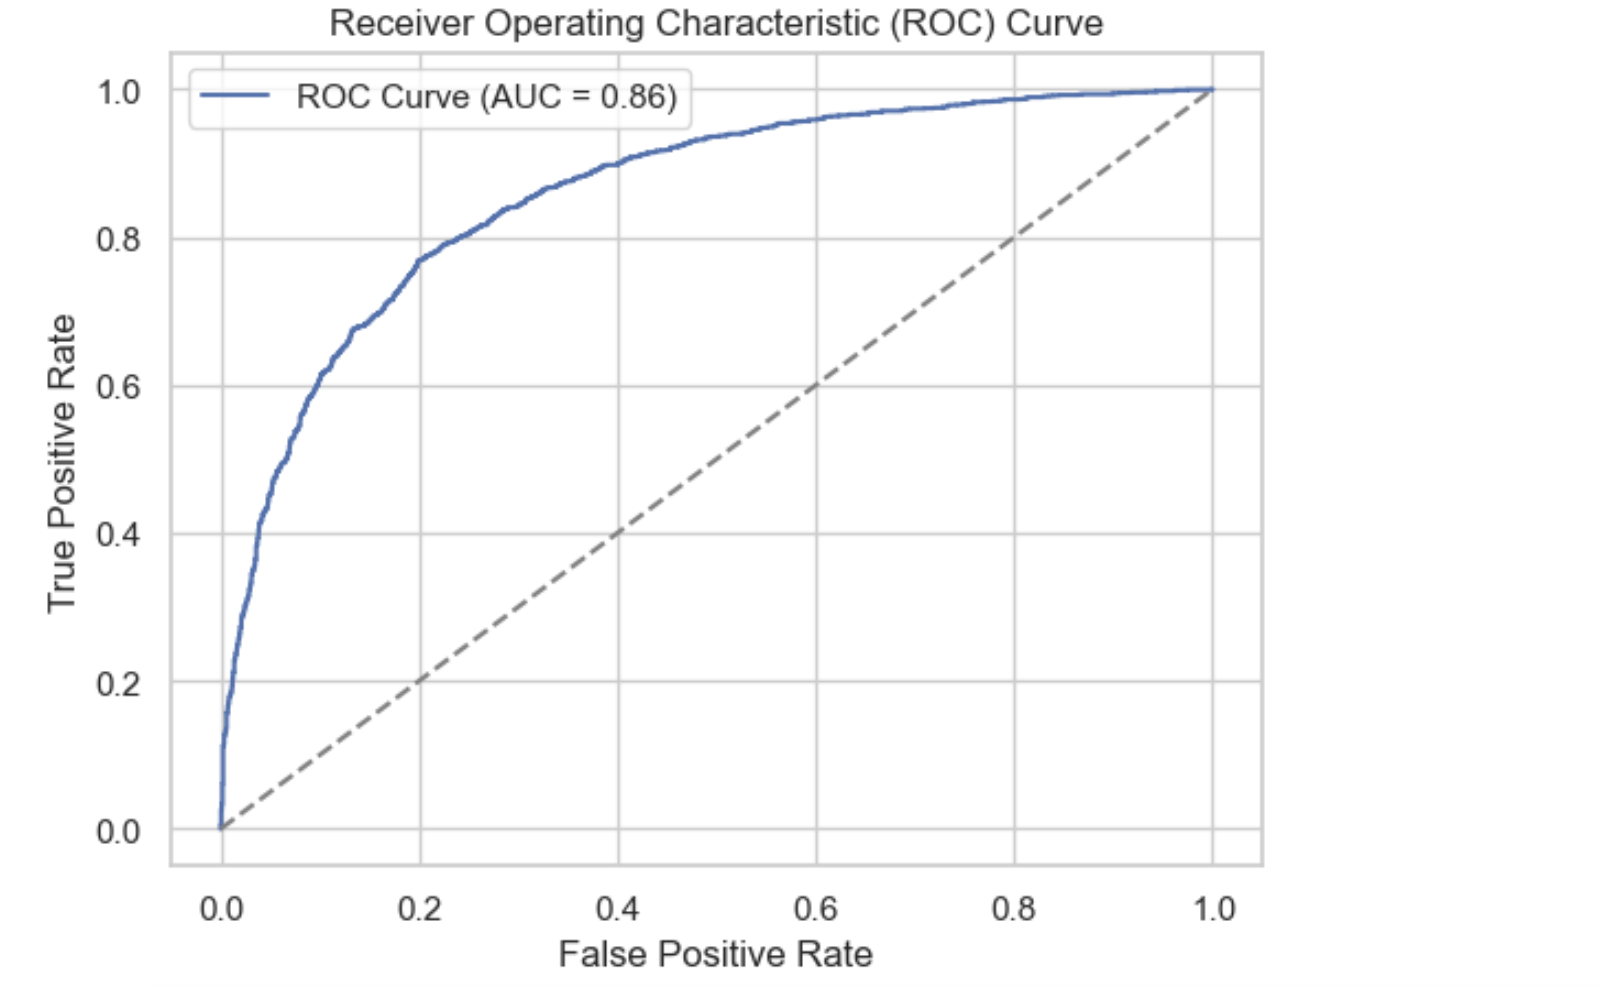 Receiver Operating Characteristic (ROC) Curve
ROC Curve (AUC = 0.86)
True Positive Rate
1.0
0.8
0.6
0.4
0.2
0.0
0.0 0.2 0.4 0.6 0.8 1.0
False Positive Rate